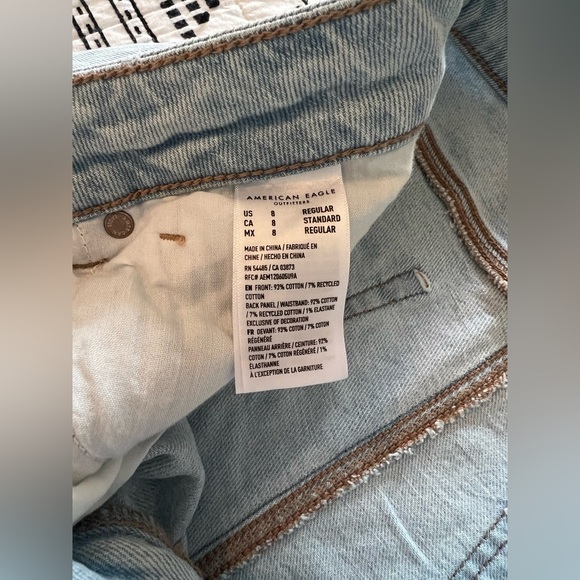 AMERICAN EAGLE
OUTFITTERS
US 8 REGULAR
CA 8 STANDARD
MX 8 REGULAR
MADE IN CHINA / FABRIQUÉ EN
CHINE / HECHO EN CHINA
RN 54485 / CA 03873
RFC# AEM120605U9A
EN FRONT: 93% COTTON / 7% RECYCLED
COTTON
BACK PANEL / WAISTBAND: 92% COTTON
/ 7% RECYCLED COTTON / 1% ELASTANE
EXCLUSIVE OF DECORATION
FR DEVANT: 93% COTON / 7% COTON
RÉGÉNÉRÉ
PANNEAU ARRIÈRE / CEINTURE: 92%
COTON / 7% COTON RÉGÉNÉRÉ / 1%
ÉLASTHANNE
À L'EXCEPTION DE LA GARNITURE